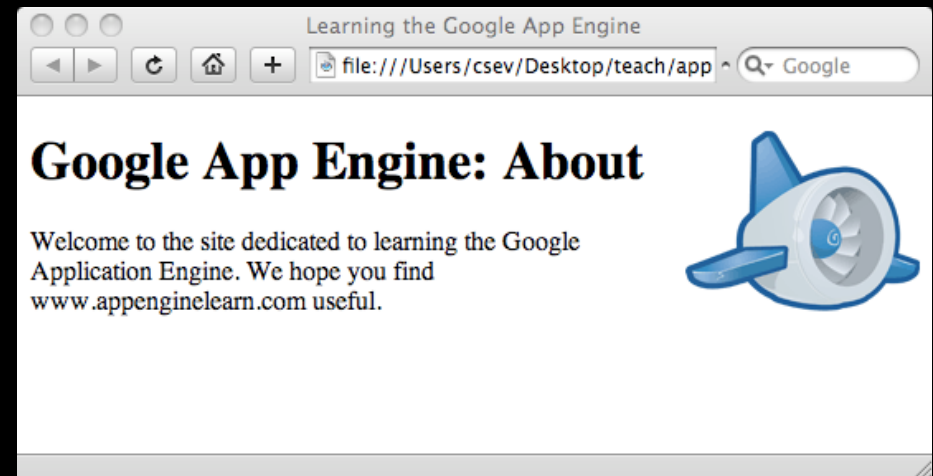 Learning the Google App Engine
file:///Users/csev/Desktop/teach/app
Google
Google App Engine: About
Welcome to the site dedicated to learning the Google
Application Engine. We hope you find
www.appenginelearn.com useful.